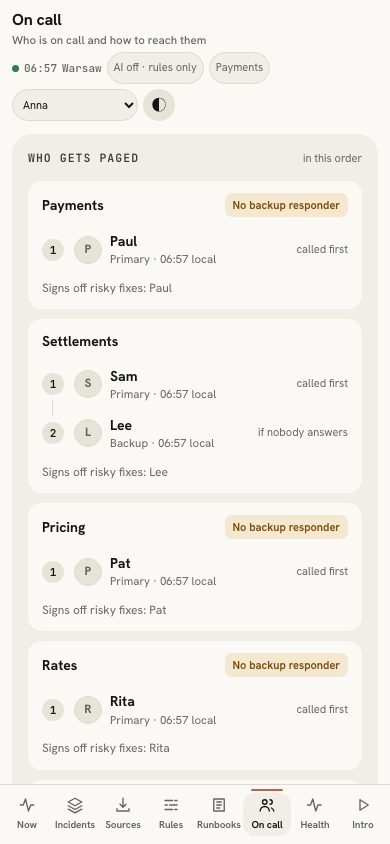 On call
Who is on call and how to reach them
06:57 Warsaw
AI off · rules only
Payments
Anna
WHO GETS PAGED
in this order
Payments
No backup responder
1
P
Paul
Primary · 06:57 local
called first
Signs off risky fixes: Paul
Settlements
1
S
Sam
Primary · 06:57 local
called first
2
L
Lee
Backup · 06:57 local
if nobody answers
Signs off risky fixes: Lee
Pricing
No backup responder
1
P
Pat
Primary · 06:57 local
called first
Signs off risky fixes: Pat
Rates
No backup responder
1
R
Rita
Primary · 06:57 local
called first
Signs off risky fixes: Rita
Now
Incidents
Sources
Rules
Runbooks
On call
Health
Intro